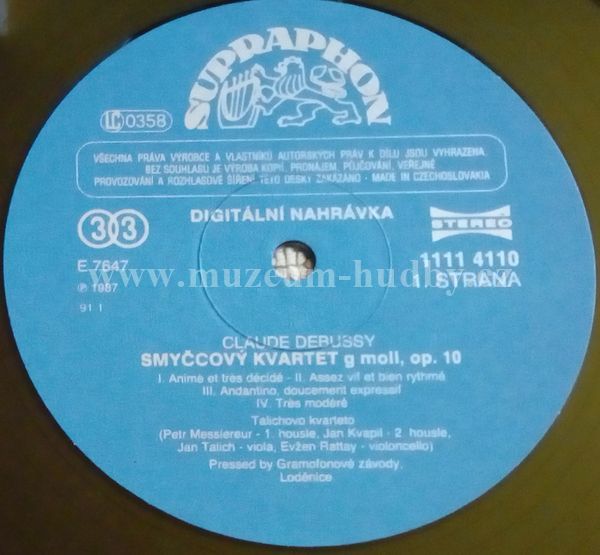 SUPRAPHON
LC 0358
VŠECHNA PRÁVA VÝROBCE A VLASTNÍKŮ AUTORSKÝCH PRÁV K DÍLU JSOU VYHRAZENA
BEZ SOUHLASU JE VÝROBA KOPIÍ, PRONÁJEM, PŮJČOVÁNÍ, VEŘEJNÉ
PROVOZOVÁNÍ A ROZHLASOVÉ ŠÍŘENÍ TÉTO DESKY ZAKÁZÁNO - MADE IN CZECHOSLOVAKIA
33
DIGITÁLNÍ NAHRÁVKA
STEREO
E 7647
1111 4110
www.muzeum-hudby.cz
℗ 1987
1. STRANA
91 1
CLAUDE DEBUSSY
SMYČCOVÝ KVARTET g moll, op. 10
I. Animé et très décidé - II. Assez vif et bien rythmé
III. Andantino, doucement expressif
IV. Très modéré
Talichovo kvarteto
(Petr Messiereur - 1. housle, Jan Kvapil - 2. housle,
Jan Talich - viola, Evžen Rattay - violoncello)
Pressed by Gramofonové závody,
Loděnice